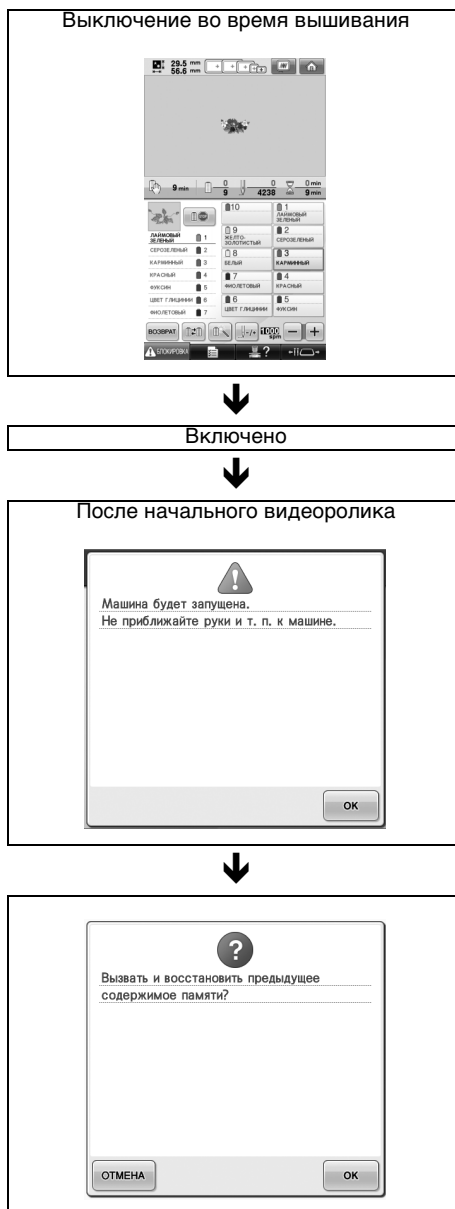 Выключение во время вышивания
29.5 mm
56.6 mm
9 min
0
9
0
4238
0 min
9 min
10
1 ЛАЙМОВЫЙ ЗЕЛЕНЫЙ
ЛАЙМОВЫЙ ЗЕЛЕНЫЙ 1
9 ЖЕЛТО-ЗОЛОТИСТЫЙ
2 СЕРОЗЕЛЕНЫЙ
СЕРОЗЕЛЕНЫЙ 2
8 БЕЛЫЙ
3 КАРМИННЫЙ
КАРМИННЫЙ 3
КРАСНЫЙ 4
7 ФИОЛЕТОВЫЙ
4 КРАСНЫЙ
ФУКСИН 5
ЦВЕТ ГЛИЦИНИИ 6
6 ЦВЕТ ГЛИЦИНИИ
5 ФУКСИН
ФИОЛЕТОВЫЙ 7
ВОЗВРАТ
-/+
1000 spm
- +
БЛОКИРОВКА
?
Включено
После начального видеоролика
Машина будет запущена.
Не приближайте руки и т. п. к машине.
OK
?
Вызвать и восстановить предыдущее
содержимое памяти?
ОТМЕНА
OK